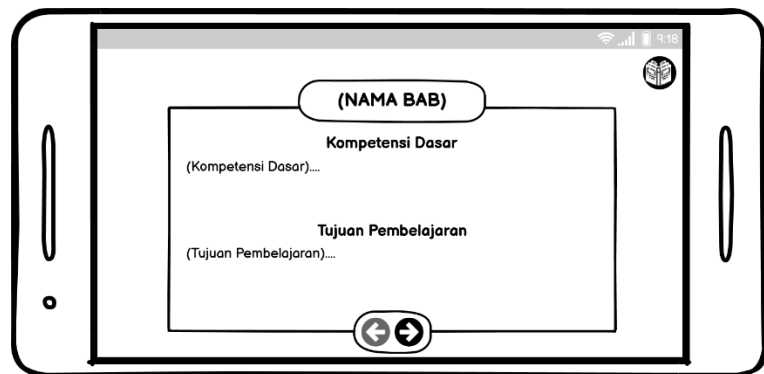 9:18
(NAMA BAB)
Kompetensi Dasar
(Kompetensi Dasar)....
Tujuan Pembelajaran
(Tujuan Pembelajaran)....